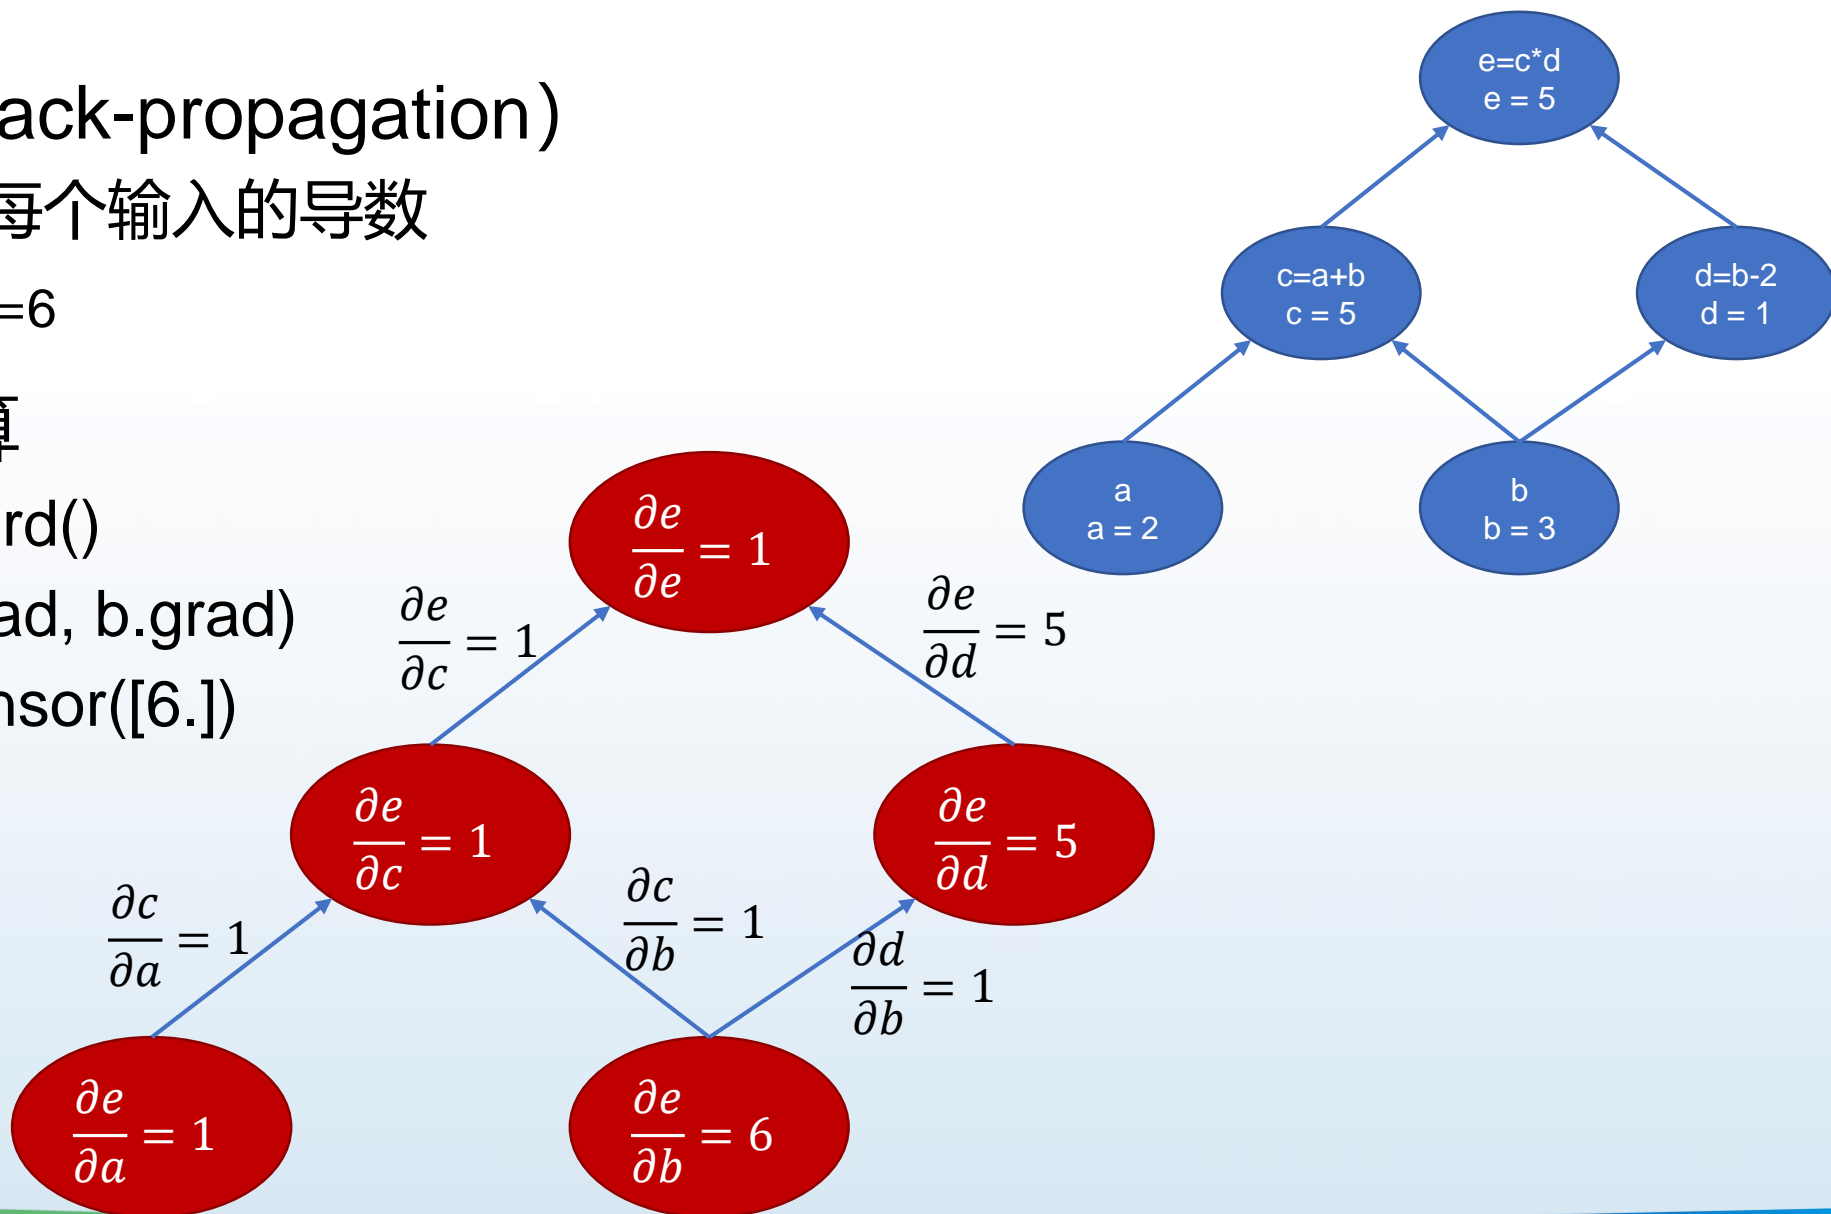 ack-propagation）
每个输入的导数
=6
算
rd()
ad, b.grad)
nsor([6.])
e=c*d
e = 5
c=a+b
c = 5
d=b-2
d = 1
a
a = 2
b
b = 3
∂e/∂e = 1
∂e/∂c = 1
∂e/∂d = 5
∂e/∂c = 1
∂e/∂d = 5
∂c/∂a = 1
∂c/∂b = 1
∂d/∂b = 1
∂e/∂a = 1
∂e/∂b = 6